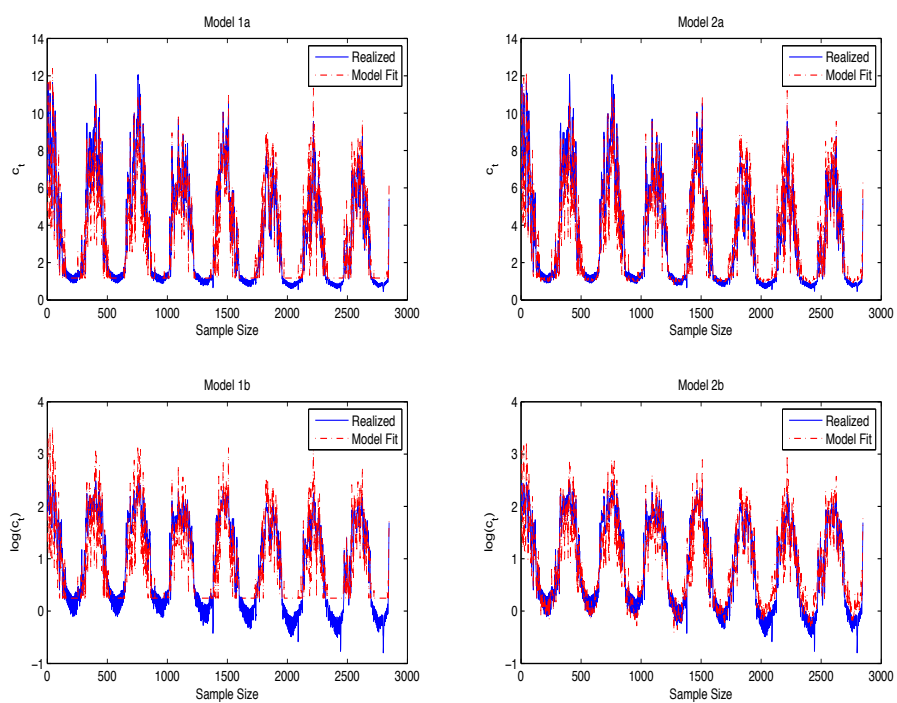 Model 1a
14
12
10
8
6
4
2
0
c_t
Realized
Model Fit
0 500 1000 1500 2000 2500 3000
Sample Size
Model 2a
14
12
10
8
6
4
2
0
c_t
Realized
Model Fit
0 500 1000 1500 2000 2500 3000
Sample Size
Model 1b
4
3
2
1
0
−1
log(c_t)
Realized
Model Fit
0 500 1000 1500 2000 2500 3000
Sample Size
Model 2b
4
3
2
1
0
−1
log(c_t)
Realized
Model Fit
0 500 1000 1500 2000 2500 3000
Sample Size